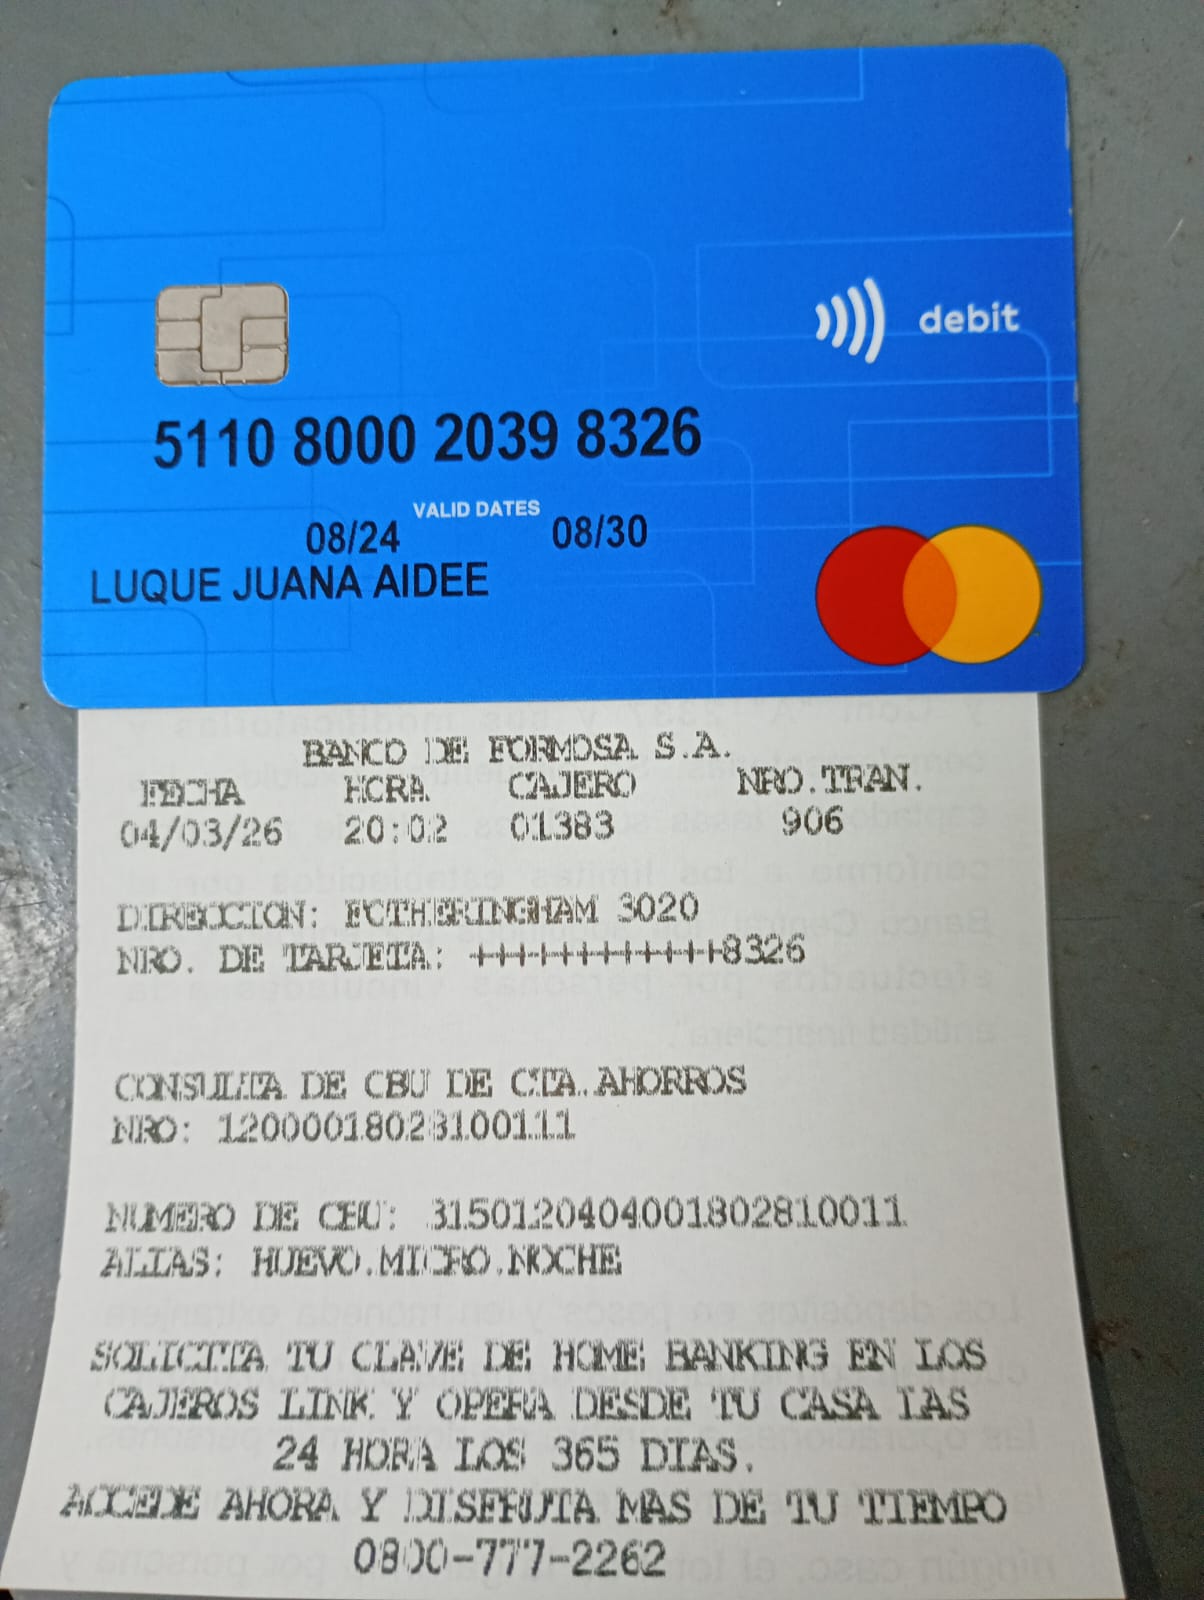 debit
5110 8000 2039 8326
VALID DATES
08/24 08/30
LUQUE JUANA AIDEE
BANCO DE FORMOSA S.A.
FECHA HORA CAJERO NRO.TRAN.
04/03/26 20:02 01383 906
DIRECCION: FOTHERINGHAM 3020
NRO. DE TARJETA: ++++++++++++8326
CONSULTA DE CBU DE CTA.AHORROS
NRO: 12000018028100111
NUMERO DE CBU: 3150120404001802810011
ALIAS: HUEVO.MICRO.NOCHE
SOLICITA TU CLAVE DE HOME BANKING EN LOS
CAJEROS LINK Y OPERA DESDE TU CASA LAS
24 HORA LOS 365 DIAS.
ACCEDE AHORA Y DISFRUTA MAS DE TU TIEMPO
0800-777-2262